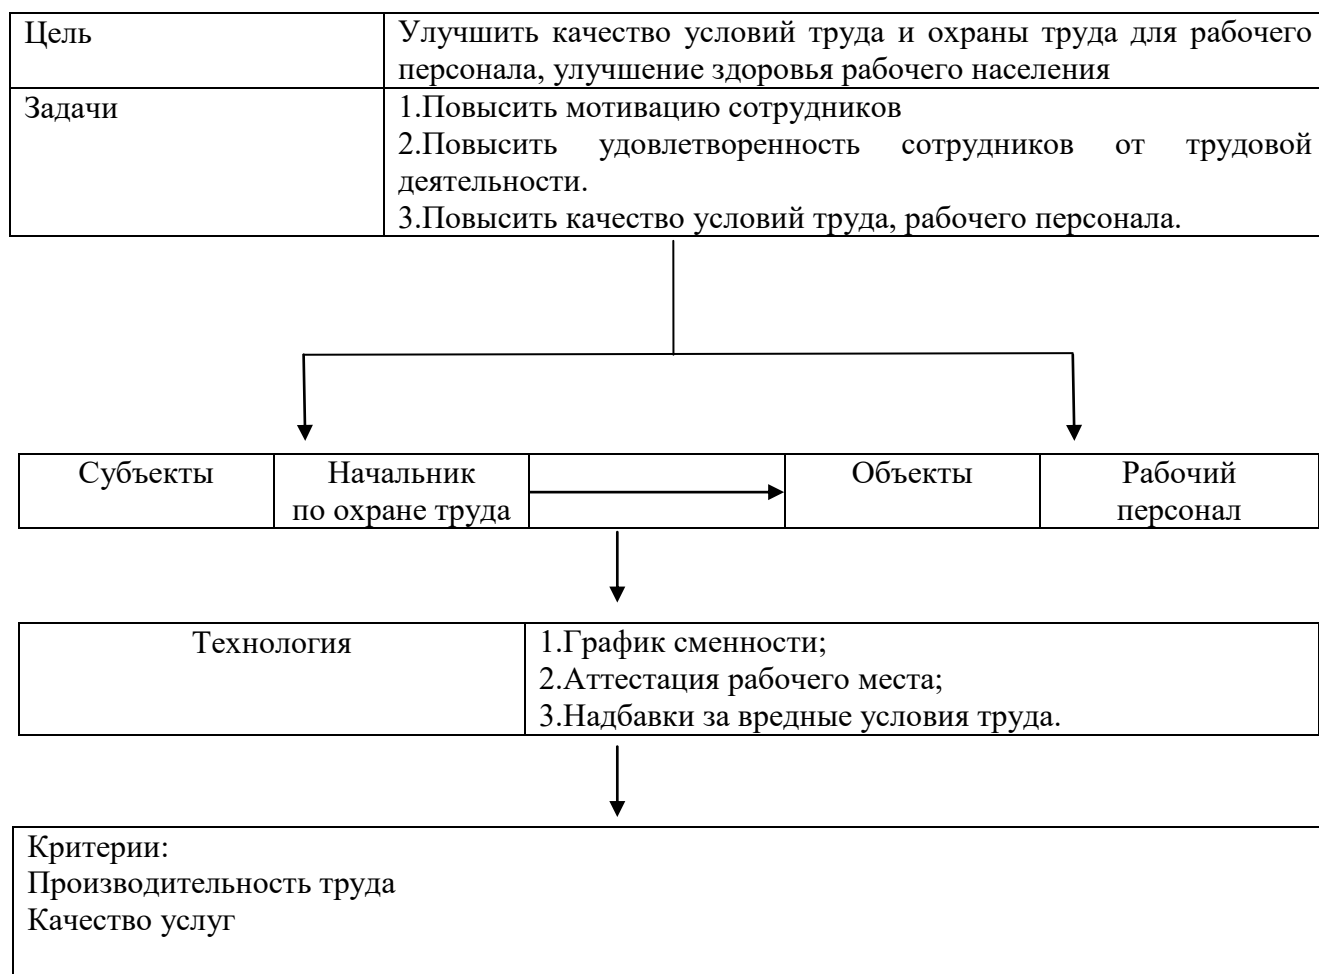 Цель
Улучшить качество условий труда и охраны труда для рабочего
персонала, улучшение здоровья рабочего населения
Задачи
1.Повысить мотивацию сотрудников
2.Повысить удовлетворенность сотрудников от трудовой
деятельности.
3.Повысить качество условий труда, рабочего персонала.
Субъекты
Начальник
по охране труда
Объекты
Рабочий
персонал
Технология
1.График сменности;
2.Аттестация рабочего места;
3.Надбавки за вредные условия труда.
Критерии:
Производительность труда
Качество услуг